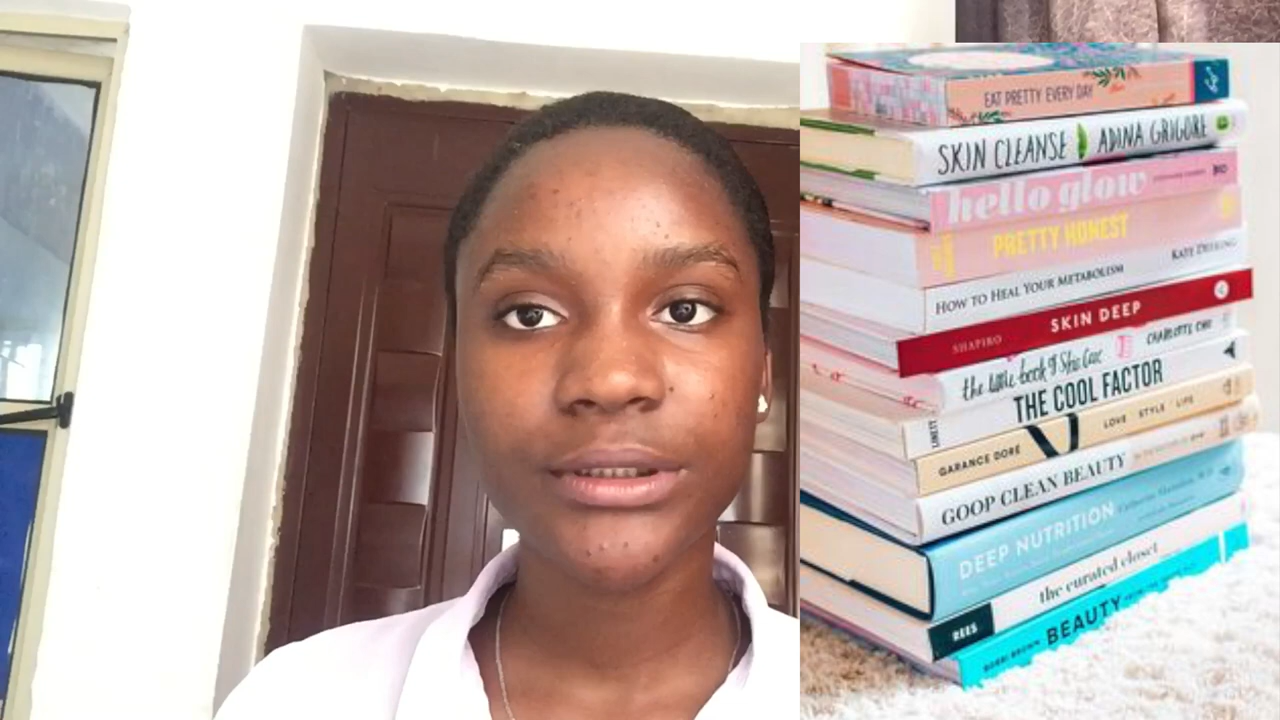 EAT PRETTY EVERY DAY
SKIN CLEANSE ADINA GRIGORE
hello glow
PRETTY HONEST
HOW TO HEAL YOUR METABOLISM KATE DEERING
SHAPIRO SKIN DEEP
the little book of Skin Care CHARLOTTE CHO
THE COOL FACTOR
GARANCE DORÉ LOVE STYLE LIFE
GOOP CLEAN BEAUTY
DEEP NUTRITION
REES the curated closet
BOBBI BROWN BEAUTY